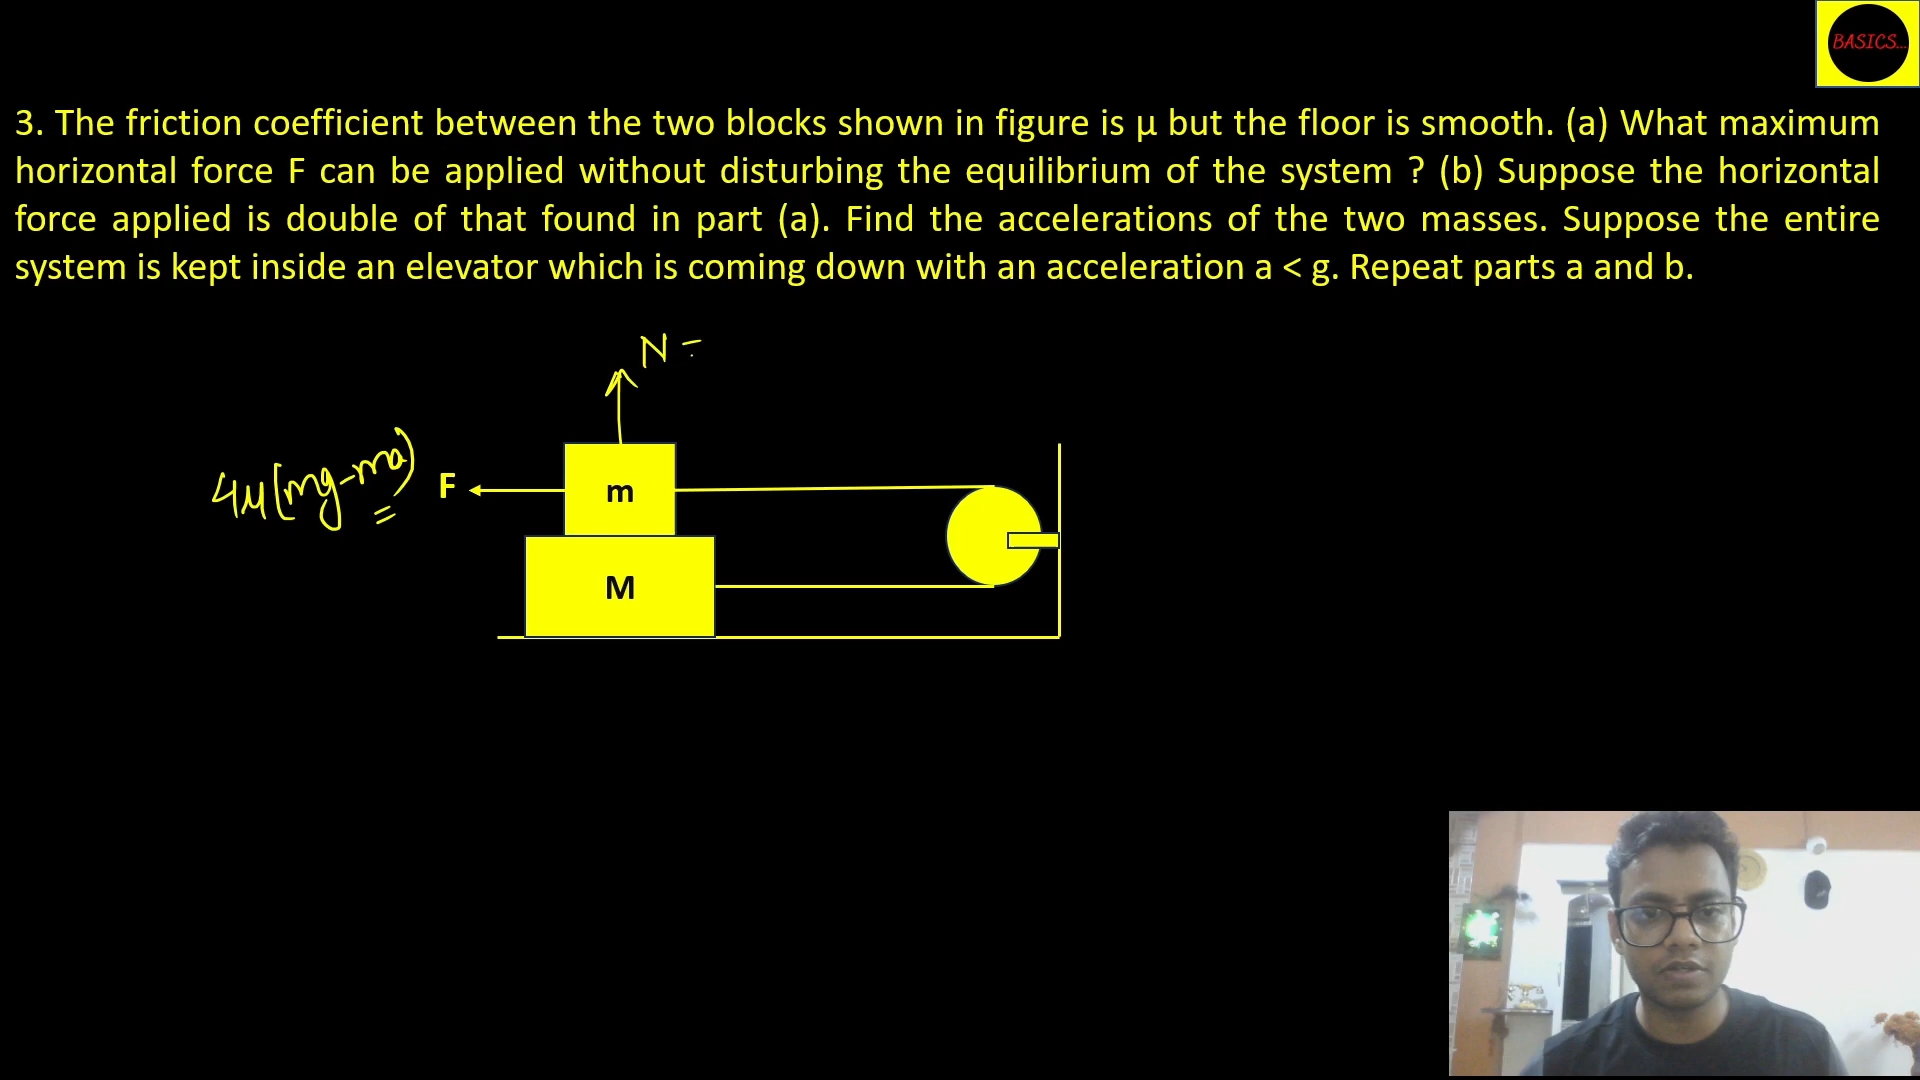 BASICS...
3. The friction coefficient between the two blocks shown in figure is μ but the floor is smooth. (a) What maximum
horizontal force F can be applied without disturbing the equilibrium of the system ? (b) Suppose the horizontal
force applied is double of that found in part (a). Find the accelerations of the two masses. Suppose the entire
system is kept inside an elevator which is coming down with an acceleration a < g. Repeat parts a and b.
N =
4μ(mg-ma)
F
m
M